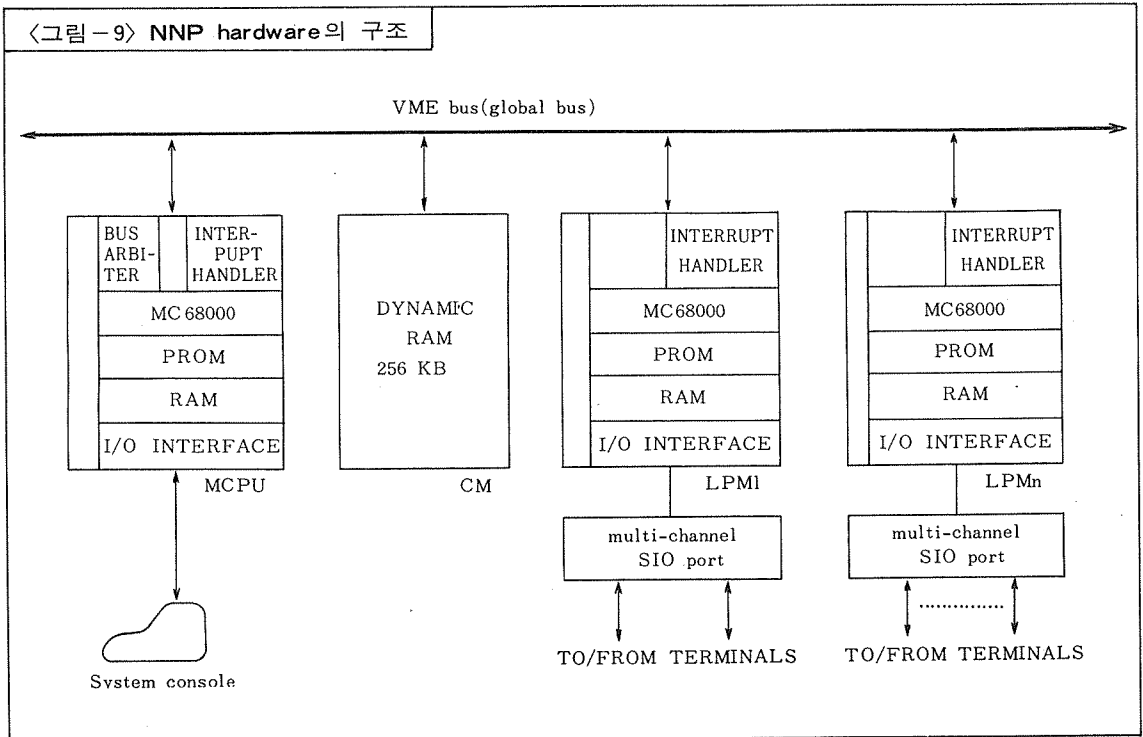 〈그림－9〉 NNP hardware의 구조
VME bus(global bus)
BUS
ARBI-
TER
INTER-
PUPT
HANDLER
MC68000
PROM
RAM
I/O INTERFACE
MCPU
System console
DYNAMIC
RAM
256 KB
CM
INTERRUPT
HANDLER
MC68000
PROM
RAM
I/O INTERFACE
LPM1
multi-channel
SIO port
TO/FROM TERMINALS
INTERRUPT
HANDLER
MC68000
PROM
RAM
I/O INTERFACE
LPMn
multi-channel
SIO port
...............
TO/FROM TERMINALS